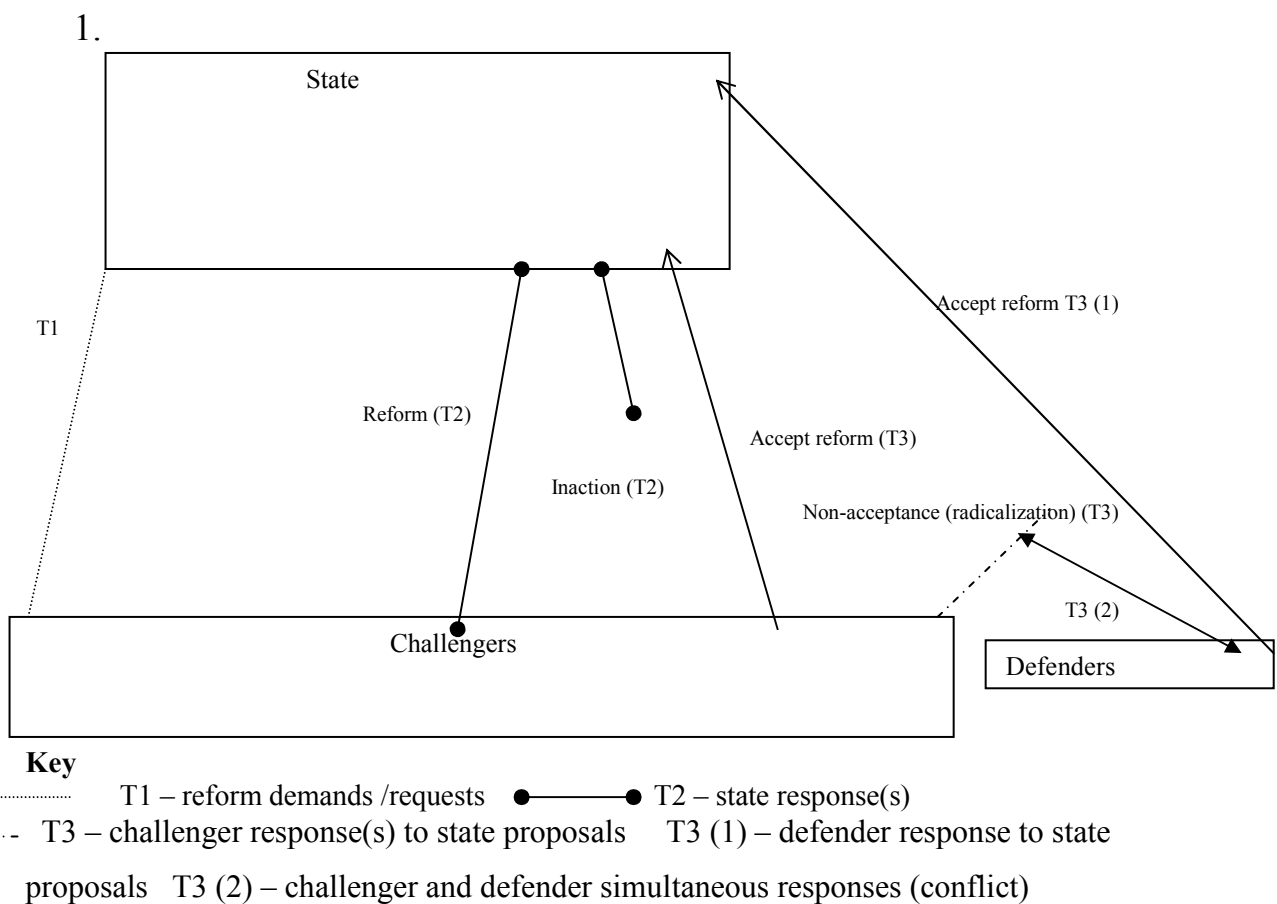 1.
State
Accept reform T3 (1)
T1
Reform (T2)
Accept reform (T3)
Inaction (T2)
Non-acceptance (radicalization) (T3)
T3 (2)
Challengers
Defenders
Key
T1 – reform demands /requests T2 – state response(s)
T3 – challenger response(s) to state proposals T3 (1) – defender response to state
proposals T3 (2) – challenger and defender simultaneous responses (conflict)